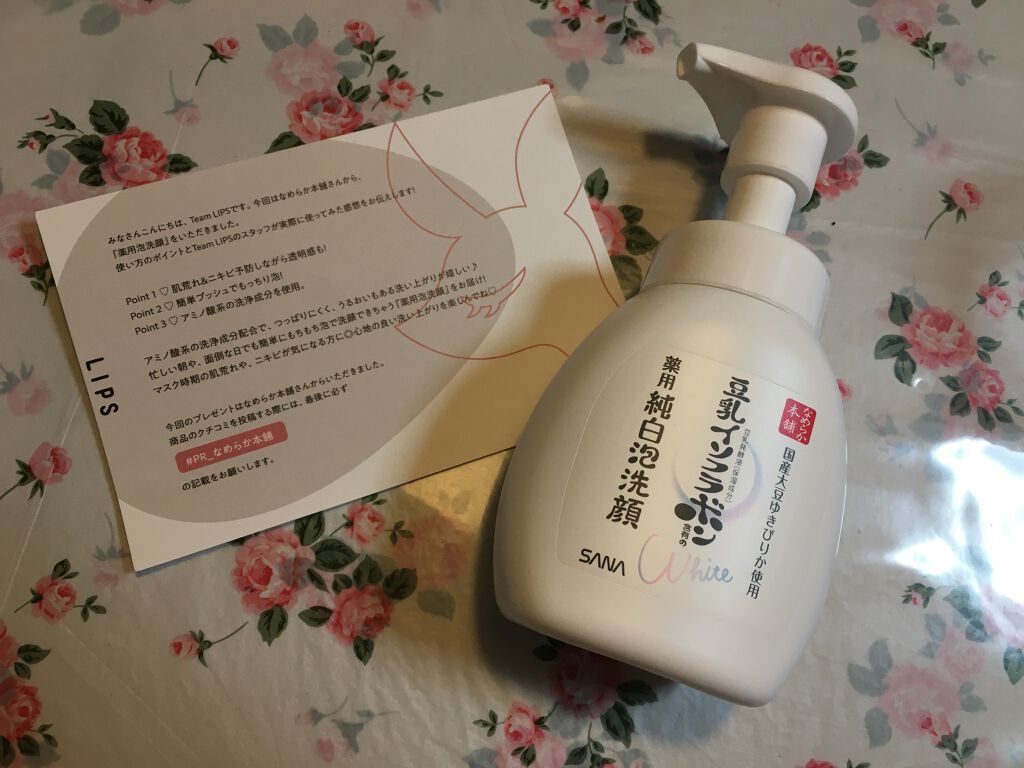 みなさんこんにちは、Team LIPSです。今回はなめらか本舗さんから、
「薬用泡洗顔」をいただきました。
使い方のポイントとTeam LIPSのスタッフが実際に使ってみた感想をお伝えします!
Point 1 ♡ 肌荒れ&ニキビ予防しながら透明感も!
Point 2 ♡ 簡単プッシュでもっちり泡!
Point 3 ♡ アミノ酸系の洗浄成分を使用。
アミノ酸系の洗浄成分配合で、つっぱりにくく、うるおいもある洗い上がりが嬉しい♪
忙しい朝や、面倒な日でも簡単にもちもち泡で洗顔できちゃう「薬用泡洗顔」をお届け!
マスク時期の肌荒れや、ニキビが気になる方に◎心地の良い洗い上がりを楽しんでね♡
今回のプレゼントはなめらか本舗さんからいただきました。
商品のクチコミを投稿する際には、最後に必ず
#PR_なめらか本舗
の記載をお願いします。
LIPS
なめらか
本舗
国産大豆ゆきぴりか使用
豆乳発酵液(保湿成分)
豆乳イソフラボン
含有の
薬用 純白泡洗顔
White
SANA